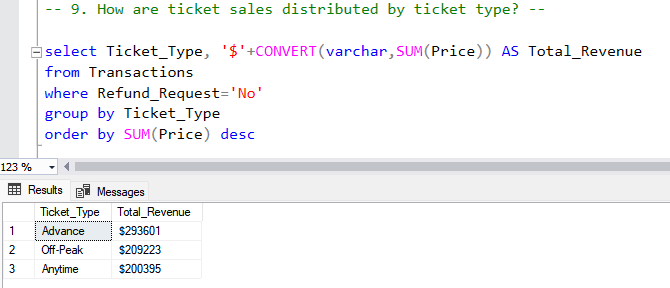 -- 9. How are ticket sales distributed by ticket type? --
select Ticket_Type, '$'+CONVERT(varchar,SUM(Price)) AS Total_Revenue
from Transactions
where Refund_Request='No'
group by Ticket_Type
order by SUM(Price) desc
123 %
Results Messages
Ticket_Type Total_Revenue
1 Advance $293601
2 Off-Peak $209223
3 Anytime $200395